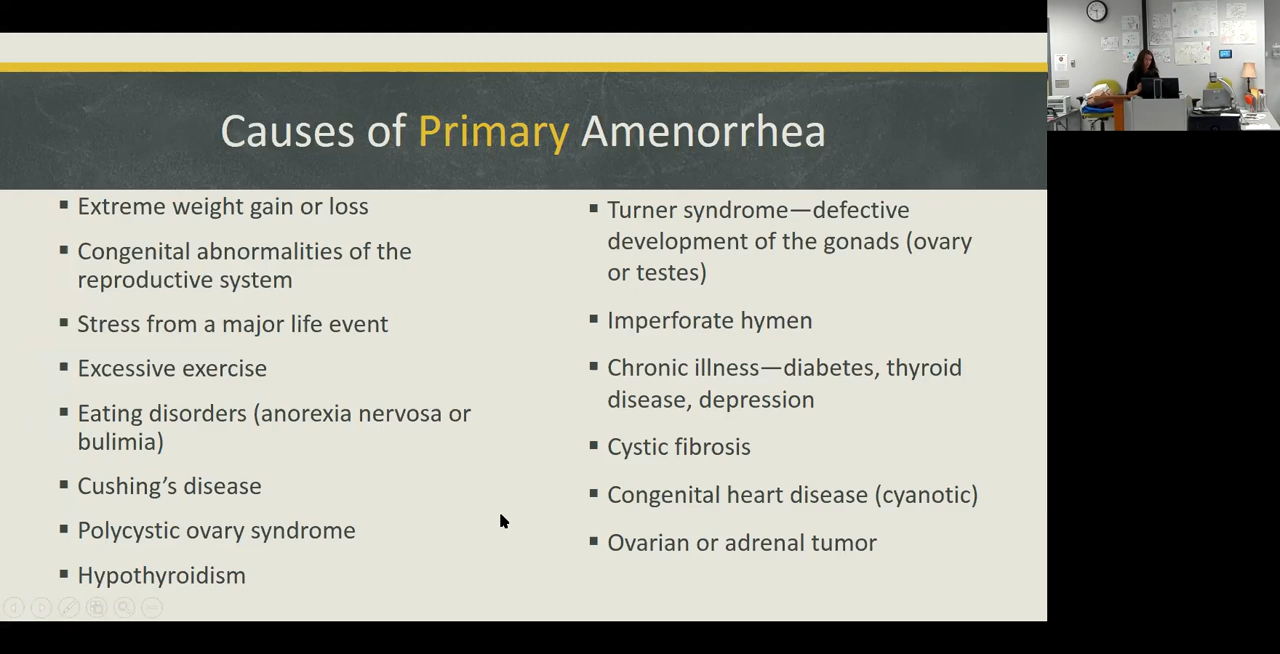 Causes of Primary Amenorrhea
▪ Extreme weight gain or loss
▪ Congenital abnormalities of the
reproductive system
▪ Stress from a major life event
▪ Excessive exercise
▪ Eating disorders (anorexia nervosa or
bulimia)
▪ Cushing’s disease
▪ Polycystic ovary syndrome
▪ Hypothyroidism
▪ Turner syndrome—defective
development of the gonads (ovary
or testes)
▪ Imperforate hymen
▪ Chronic illness—diabetes, thyroid
disease, depression
▪ Cystic fibrosis
▪ Congenital heart disease (cyanotic)
▪ Ovarian or adrenal tumor